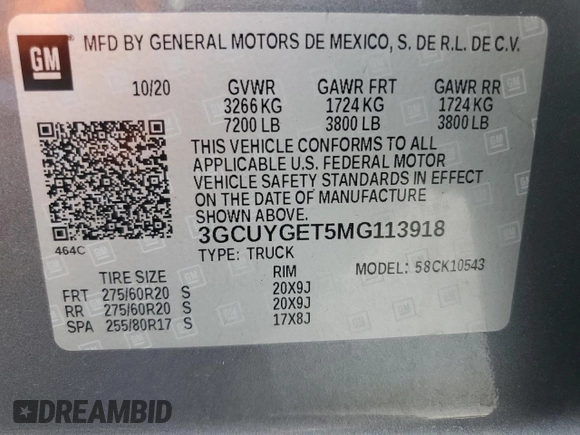 GM
MFD BY GENERAL MOTORS DE MEXICO, S. DE R.L. DE C.V.
10/20 GVWR GAWR FRT GAWR RR
3266 KG 1724 KG 1724 KG
7200 LB 3800 LB 3800 LB
THIS VEHICLE CONFORMS TO ALL
APPLICABLE U.S. FEDERAL MOTOR
VEHICLE SAFETY STANDARDS IN EFFECT
ON THE DATE OF MANUFACTURE
SHOWN ABOVE.
464C
3GCUYGET5MG113918
TYPE: TRUCK MODEL: 58CK10543
TIRE SIZE RIM
FRT 275/60R20 S 20X9J
RR 275/60R20 S 20X9J
SPA 255/80R17 S 17X8J
DREAMBID